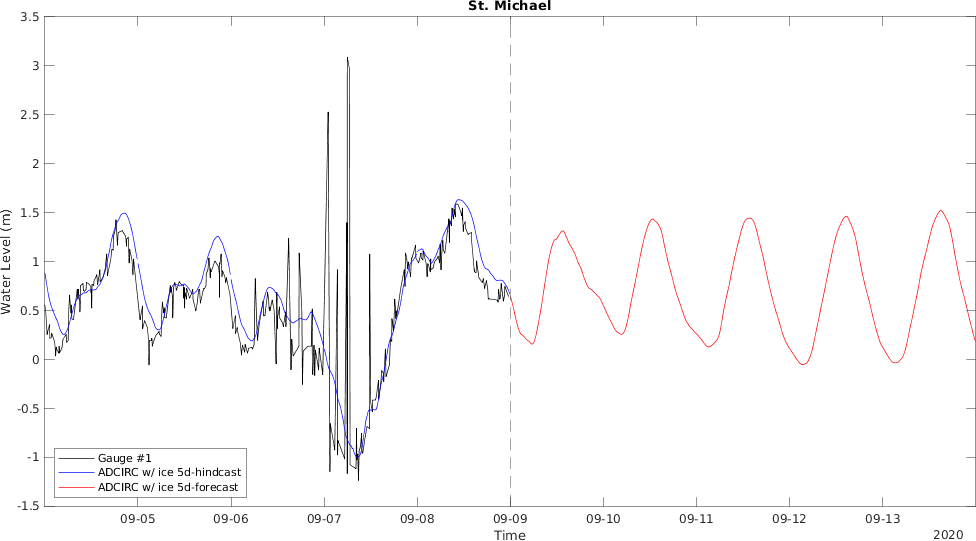 St. Michael
3.5
3
2.5
2
1.5
1
0.5
0
-0.5
-1
-1.5
Water Level (m)
Gauge #1
ADCIRC w/ ice 5d-hindcast
ADCIRC w/ ice 5d-forecast
09-05 09-06 09-07 09-08 09-09 09-10 09-11 09-12 09-13
Time
2020